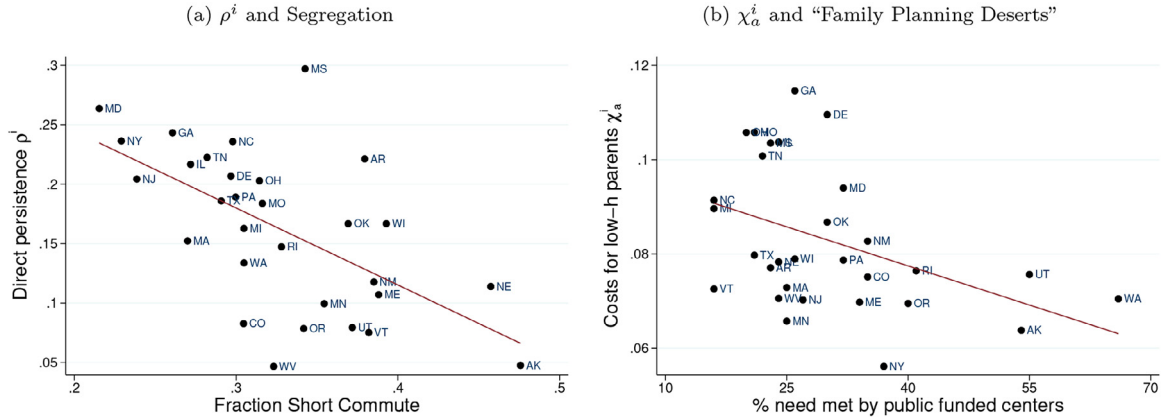 (a) ρⁱ and Segregation
Direct persistence ρⁱ
.3
.25
.2
.15
.1
.05
MS
MD
GA
NY
NC
TN
AR
IL
DE
NJ
OH
PA
TX
MO
OK
WI
MI
MA
RI
WA
NM
NE
ME
MN
CO
OR
UT
VT
WV
AK
.2
.3
.4
.5
Fraction Short Commute
(b) χₐⁱ and “Family Planning Deserts”
Costs for low−h parents χₐⁱ
.12
.1
.08
.06
GA
DE
MO
TN
MD
NC
MI
OK
NM
TX
WI
PA
AR
RI
UT
CO
VT
MA
WV
NJ
ME
OR
WA
MN
AK
NY
10
25
40
55
70
% need met by public funded centers